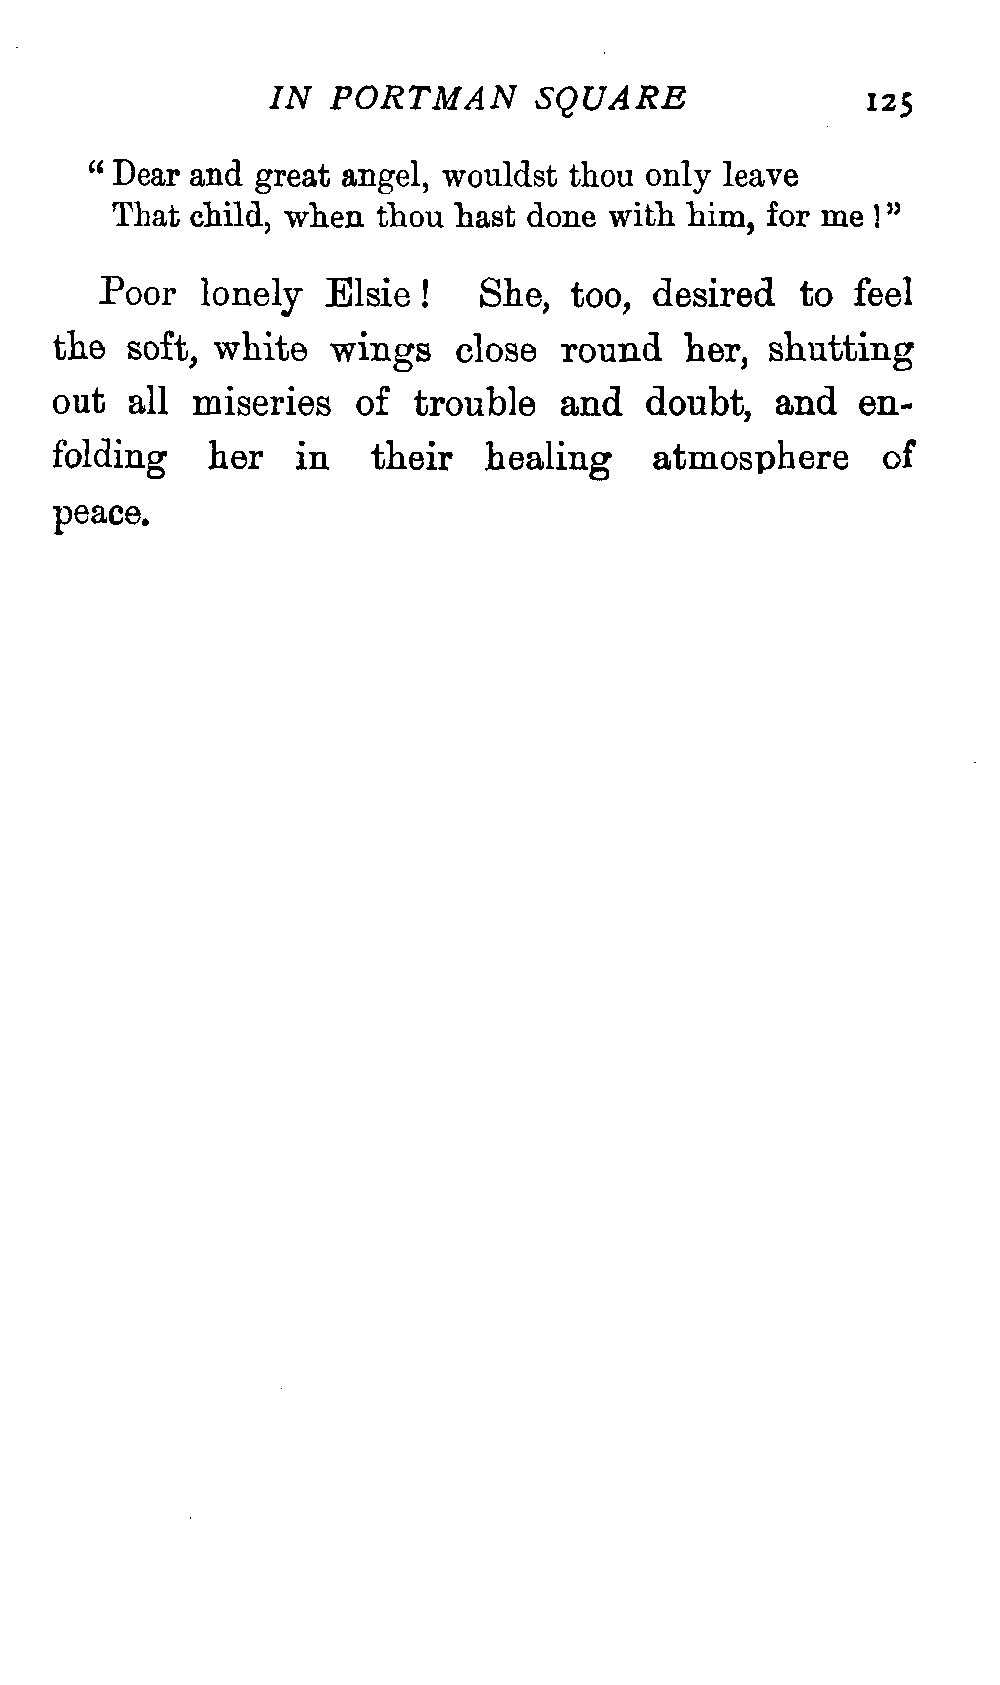 IN PORTMAN SQUARE 125
“Dear and great angel, wouldst thou only leave
That child, when thou hast done with him, for me!”
Poor lonely Elsie! She, too, desired to feel
the soft, white wings close round her, shutting
out all miseries of trouble and doubt, and en-
folding her in their healing atmosphere of
peace.